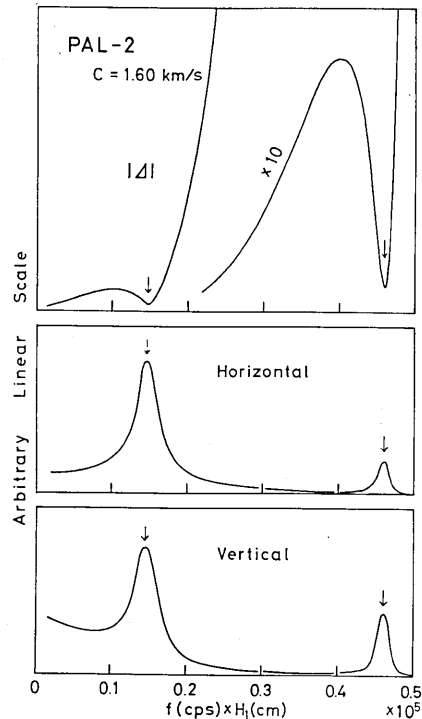 PAL-2
C = 1.60 km/s
|Δ|
×10
Arbitrary Linear Scale
Horizontal
Vertical
0 0.1 0.2 0.3 0.4 0.5
f(cps)×H₁(cm) ×10⁵